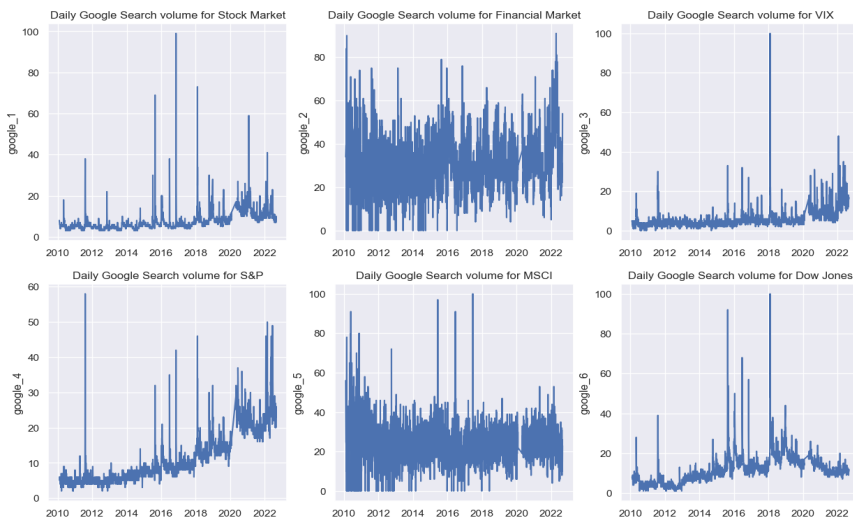 Daily Google Search volume for Stock Market
google_1
100
80
60
40
20
0
2010 2012 2014 2016 2018 2020 2022
Daily Google Search volume for Financial Market
google_2
80
60
40
20
0
2010 2012 2014 2016 2018 2020 2022
Daily Google Search volume for VIX
google_3
100
80
60
40
20
0
2010 2012 2014 2016 2018 2020 2022
Daily Google Search volume for S&P
google_4
60
50
40
30
20
10
0
2010 2012 2014 2016 2018 2020 2022
Daily Google Search volume for MSCI
google_5
100
80
60
40
20
0
2010 2012 2014 2016 2018 2020 2022
Daily Google Search volume for Dow Jones
google_6
100
80
60
40
20
0
2010 2012 2014 2016 2018 2020 2022